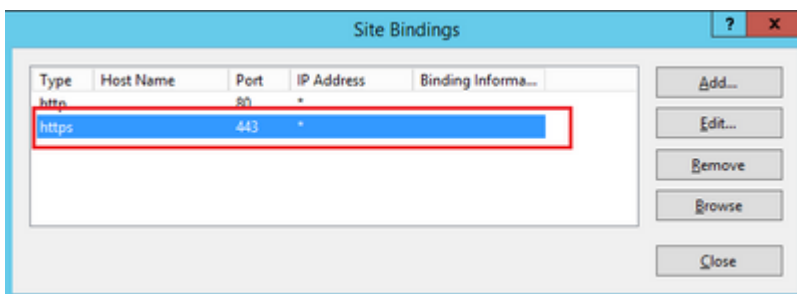 Site Bindings
? x
Type Host Name Port IP Address Binding Informa...
http 80 *
https 443 *
Add...
Edit...
Remove
Browse
Close